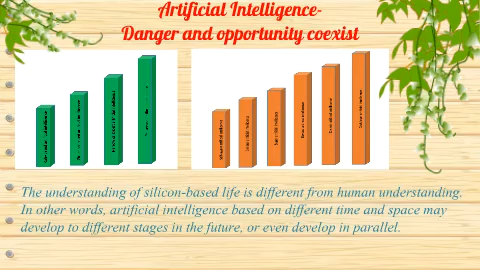 Artificial Intelligence-
Danger and opportunity coexist
The understanding of silicon-based life is different from human understanding.
In other words, artificial intelligence based on different time and space may
develop to different stages in the future, or even develop in parallel.